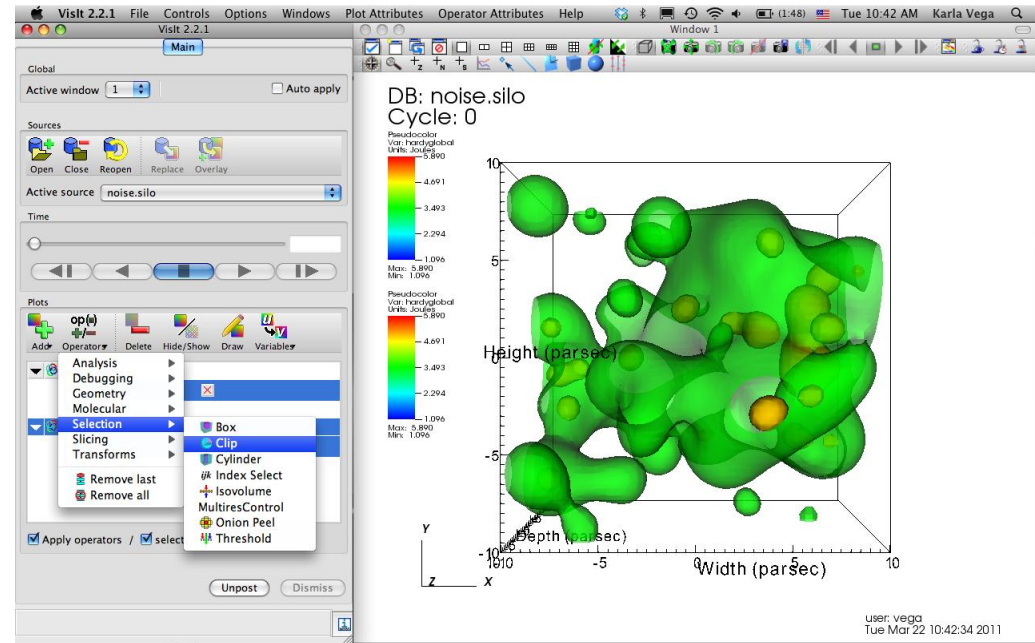 VisIt 2.2.1 File Controls Options Windows Plot Attributes Operator Attributes Help (1:48) Tue 10:42 AM Karla Vega
VisIt 2.2.1
Main
Global
Active window 1 Auto apply
Sources
Open Close Reopen Replace Overlay
Active source noise.silo
Time
Plots
op(u)
+/-
Add Operators Delete Hide/Show Draw Variables
Analysis
Debugging
Geometry
Molecular
Selection
Slicing
Transforms
Remove last
Remove all
Box
Clip
Cylinder
ijk Index Select
Isovolume
MultiresControl
Onion Peel
Threshold
Apply operators / select
Unpost Dismiss
Window 1
DB: noise.silo
Cycle: 0
Pseudocolor
Var: hardyglobal
Units: Joules
5.890
4.691
3.493
2.294
1.096
Max: 5.890
Min: 1.096
Pseudocolor
Var: hardyglobal
Units: Joules
5.890
4.691
3.493
2.294
1.096
Max: 5.890
Min: 1.096
10
5
Height (parsec)
0
-5
-10
Depth (parsec)
-5 0 5 10
Width (parsec)
Y
Z X
user: vega
Tue Mar 22 10:42:34 2011